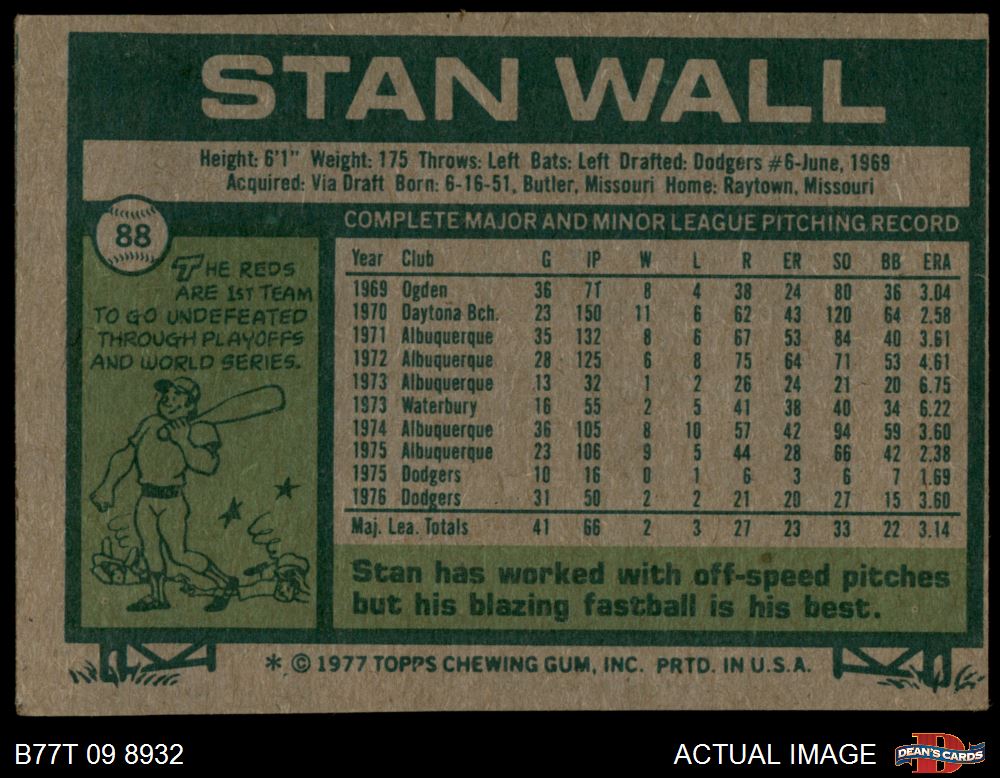 STAN WALL
Height: 6'1" Weight: 175 Throws: Left Bats: Left Drafted: Dodgers #6-June, 1969
Acquired: Via Draft Born: 6-16-51, Butler, Missouri Home: Raytown, Missouri
88
THE REDS
ARE 1ST TEAM
TO GO UNDEFEATED
THROUGH PLAYOFFS
AND WORLD SERIES.
COMPLETE MAJOR AND MINOR LEAGUE PITCHING RECORD
Year Club G IP W L R ER SO BB ERA
1969 Ogden 36 71 8 4 38 24 80 36 3.04
1970 Daytona Bch. 23 150 11 6 62 43 120 64 2.58
1971 Albuquerque 35 132 8 6 67 53 84 40 3.61
1972 Albuquerque 28 125 6 8 75 64 71 53 4.61
1973 Albuquerque 13 32 1 2 26 24 21 20 6.75
1973 Waterbury 16 55 2 5 41 38 40 34 6.22
1974 Albuquerque 36 105 8 10 57 42 94 59 3.60
1975 Albuquerque 23 106 9 5 44 28 66 42 2.38
1975 Dodgers 10 16 0 1 6 3 6 7 1.69
1976 Dodgers 31 50 2 2 21 20 27 15 3.60
Maj. Lea. Totals 41 66 2 3 27 23 33 22 3.14
Stan has worked with off-speed pitches
but his blazing fastball is his best.
* © 1977 TOPPS CHEWING GUM, INC. PRTD. IN U.S.A.
B77T 09 8932
ACTUAL IMAGE
D
DEAN'S CARDS